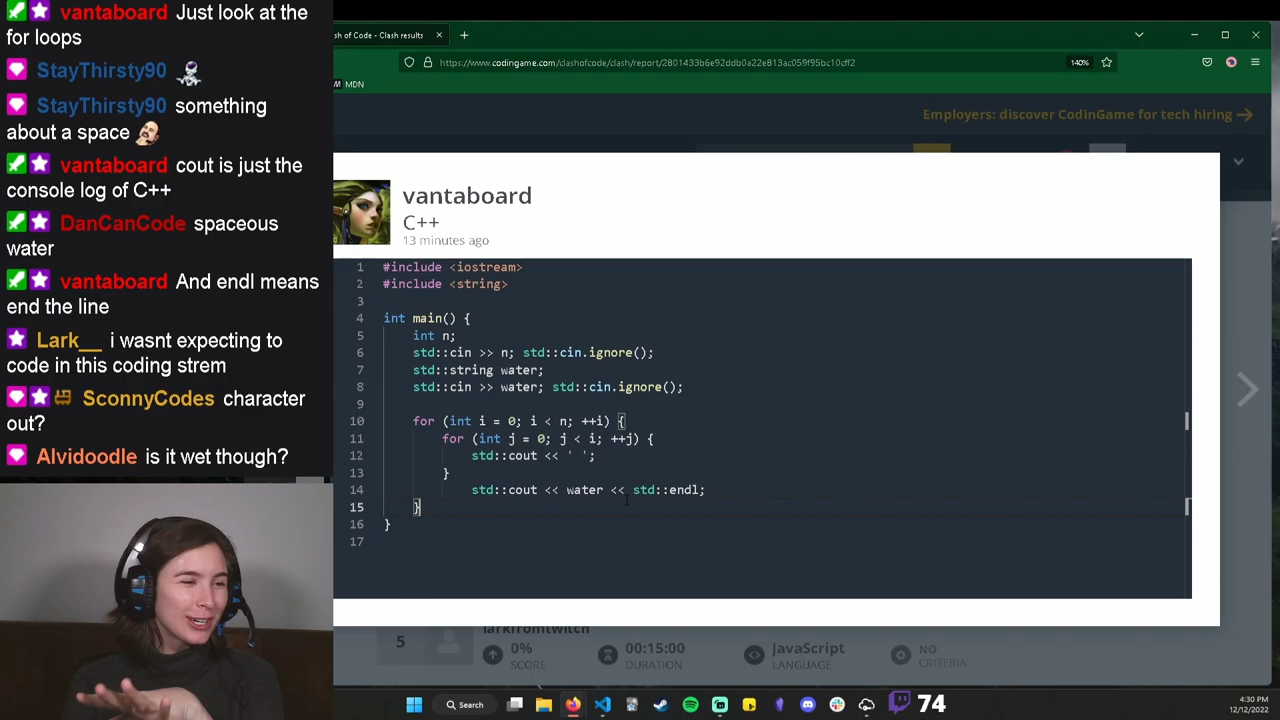 vantaboard Just look at the
for loops
StayThirsty90
StayThirsty90 something
about a space
vantaboard cout is just the
console log of C++
DanCanCode spaceous
water
vantaboard And endl means
end the line
Lark__ i wasnt expecting to
code in this coding strem
SconnyCodes character
out?
Alvidoodle is it wet though?
sh of Code - Clash results
https://www.codingame.com/clashofcode/clash/report/2801433b6e92ddb0a22e813ac059f95bc10cff2
140%
MDN
Employers: discover CodinGame for tech hiring
vantaboard
C++
13 minutes ago
1 #include <iostream>
2 #include <string>
3
4 int main() {
5 int n;
6 std::cin >> n; std::cin.ignore();
7 std::string water;
8 std::cin >> water; std::cin.ignore();
9
10 for (int i = 0; i < n; ++i) {
11 for (int j = 0; j < i; ++j) {
12 std::cout << ' ';
13 }
14 std::cout << water << std::endl;
15 }
16 }
17
5
larkfromtwitch
0%
SCORE
00:15:00
DURATION
JavaScript
LANGUAGE
NO
CRITERIA
Search
74
4:30 PM
12/12/2022